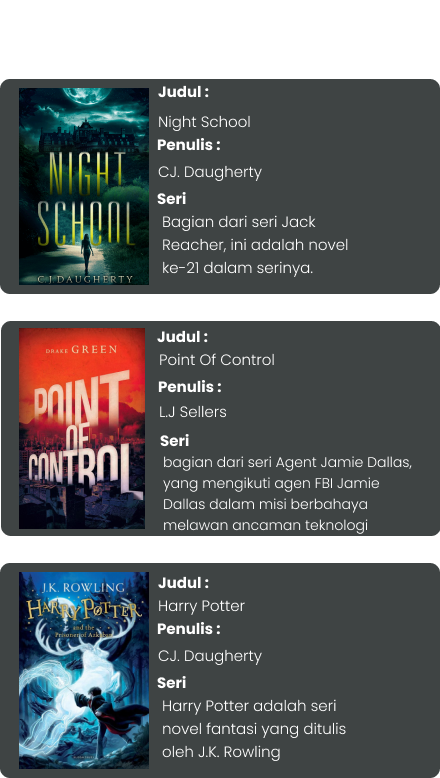 NIGHT
SCHOOL
C.J. DAUGHERTY
Judul :
Night School
Penulis :
CJ. Daugherty
Seri
Bagian dari seri Jack
Reacher, ini adalah novel
ke-21 dalam serinya.
DRAKE GREEN
POINT
OF
CONTROL
Judul :
Point Of Control
Penulis :
L.J Sellers
Seri
bagian dari seri Agent Jamie Dallas,
yang mengikuti agen FBI Jamie
Dallas dalam misi berbahaya
melawan ancaman teknologi
J.K. ROWLING
HARRY POTTER
and the
Prisoner of Azkaban
Judul :
Harry Potter
Penulis :
CJ. Daugherty
Seri
Harry Potter adalah seri
novel fantasi yang ditulis
oleh J.K. Rowling